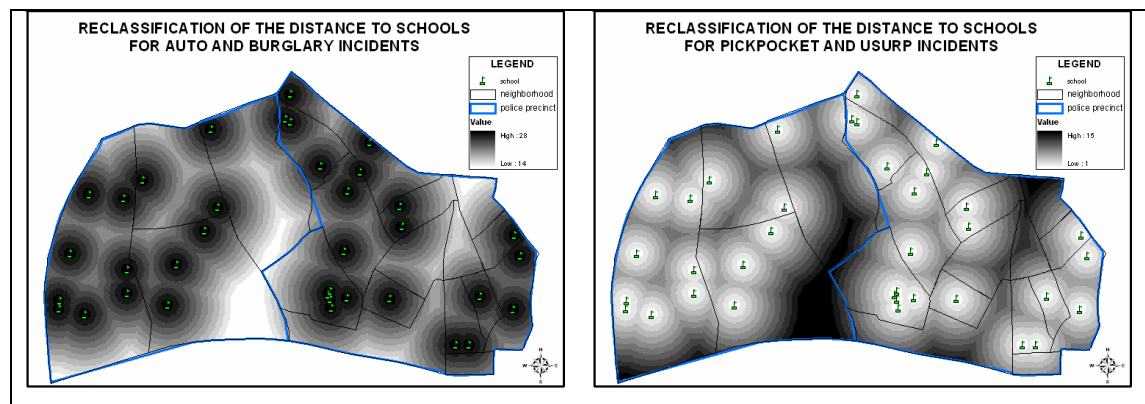 RECLASSIFICATION OF THE DISTANCE TO SCHOOLS
FOR AUTO AND BURGLARY INCIDENTS
LEGEND
school
neighborhood
police precinct
Value
High : 28
Low : 14
N
W
E
S
RECLASSIFICATION OF THE DISTANCE TO SCHOOLS
FOR PICKPOCKET AND USURP INCIDENTS
LEGEND
school
neighborhood
police precinct
Value
High : 15
Low : 1
N
W
E
S